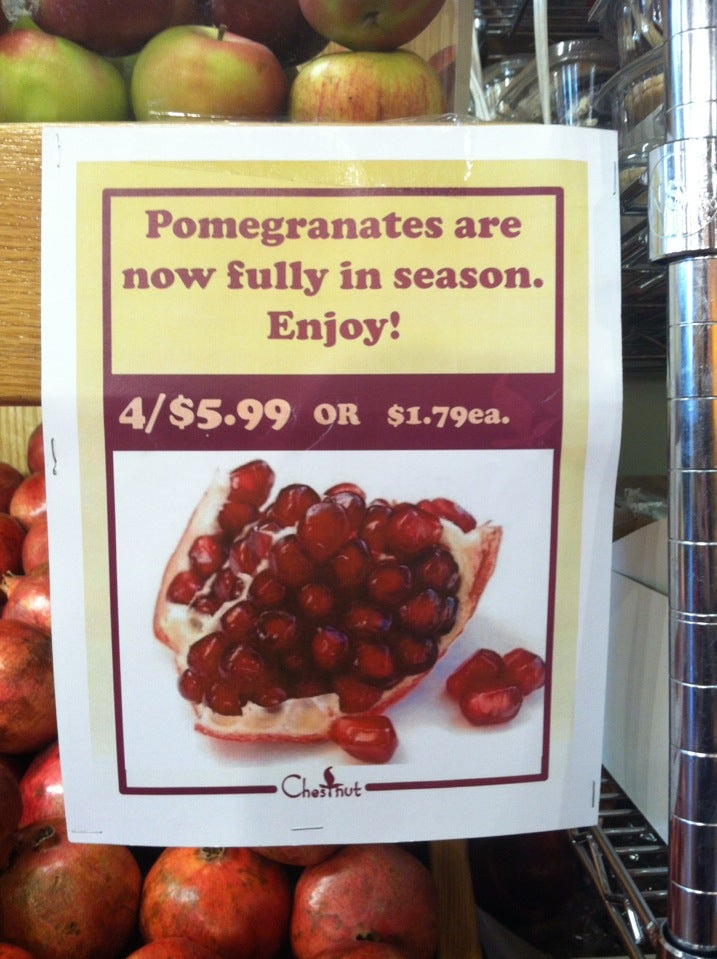 Pomegranates are
now fully in season.
Enjoy!
4/$5.99 OR $1.79ea.
Chestnut